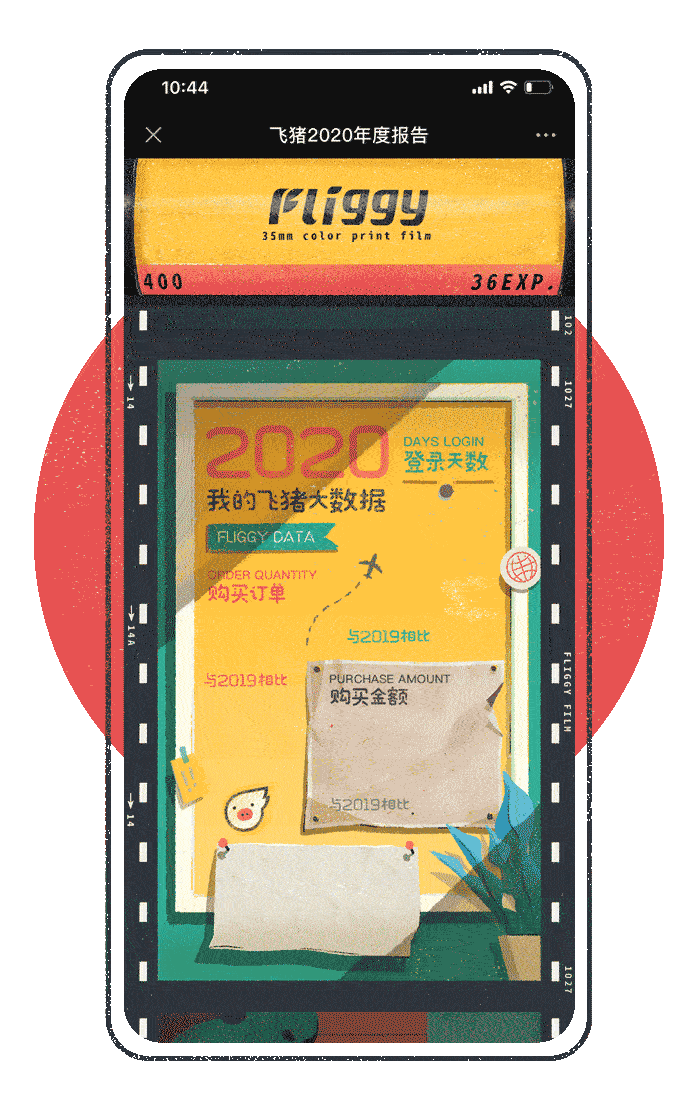 10:44
飞猪2020年度报告
Fliggy
35mm color print film
400
36EXP.
102
→14
1027
2020
DAYS LOGIN
登录天数
我的飞猪大数据
FLIGGY DATA
ORDER QUANTITY
购买订单
→14A
与2019相比
FLIGGY FILM
与2019相比
PURCHASE AMOUNT
购买金额
→14
与2019相比
1027